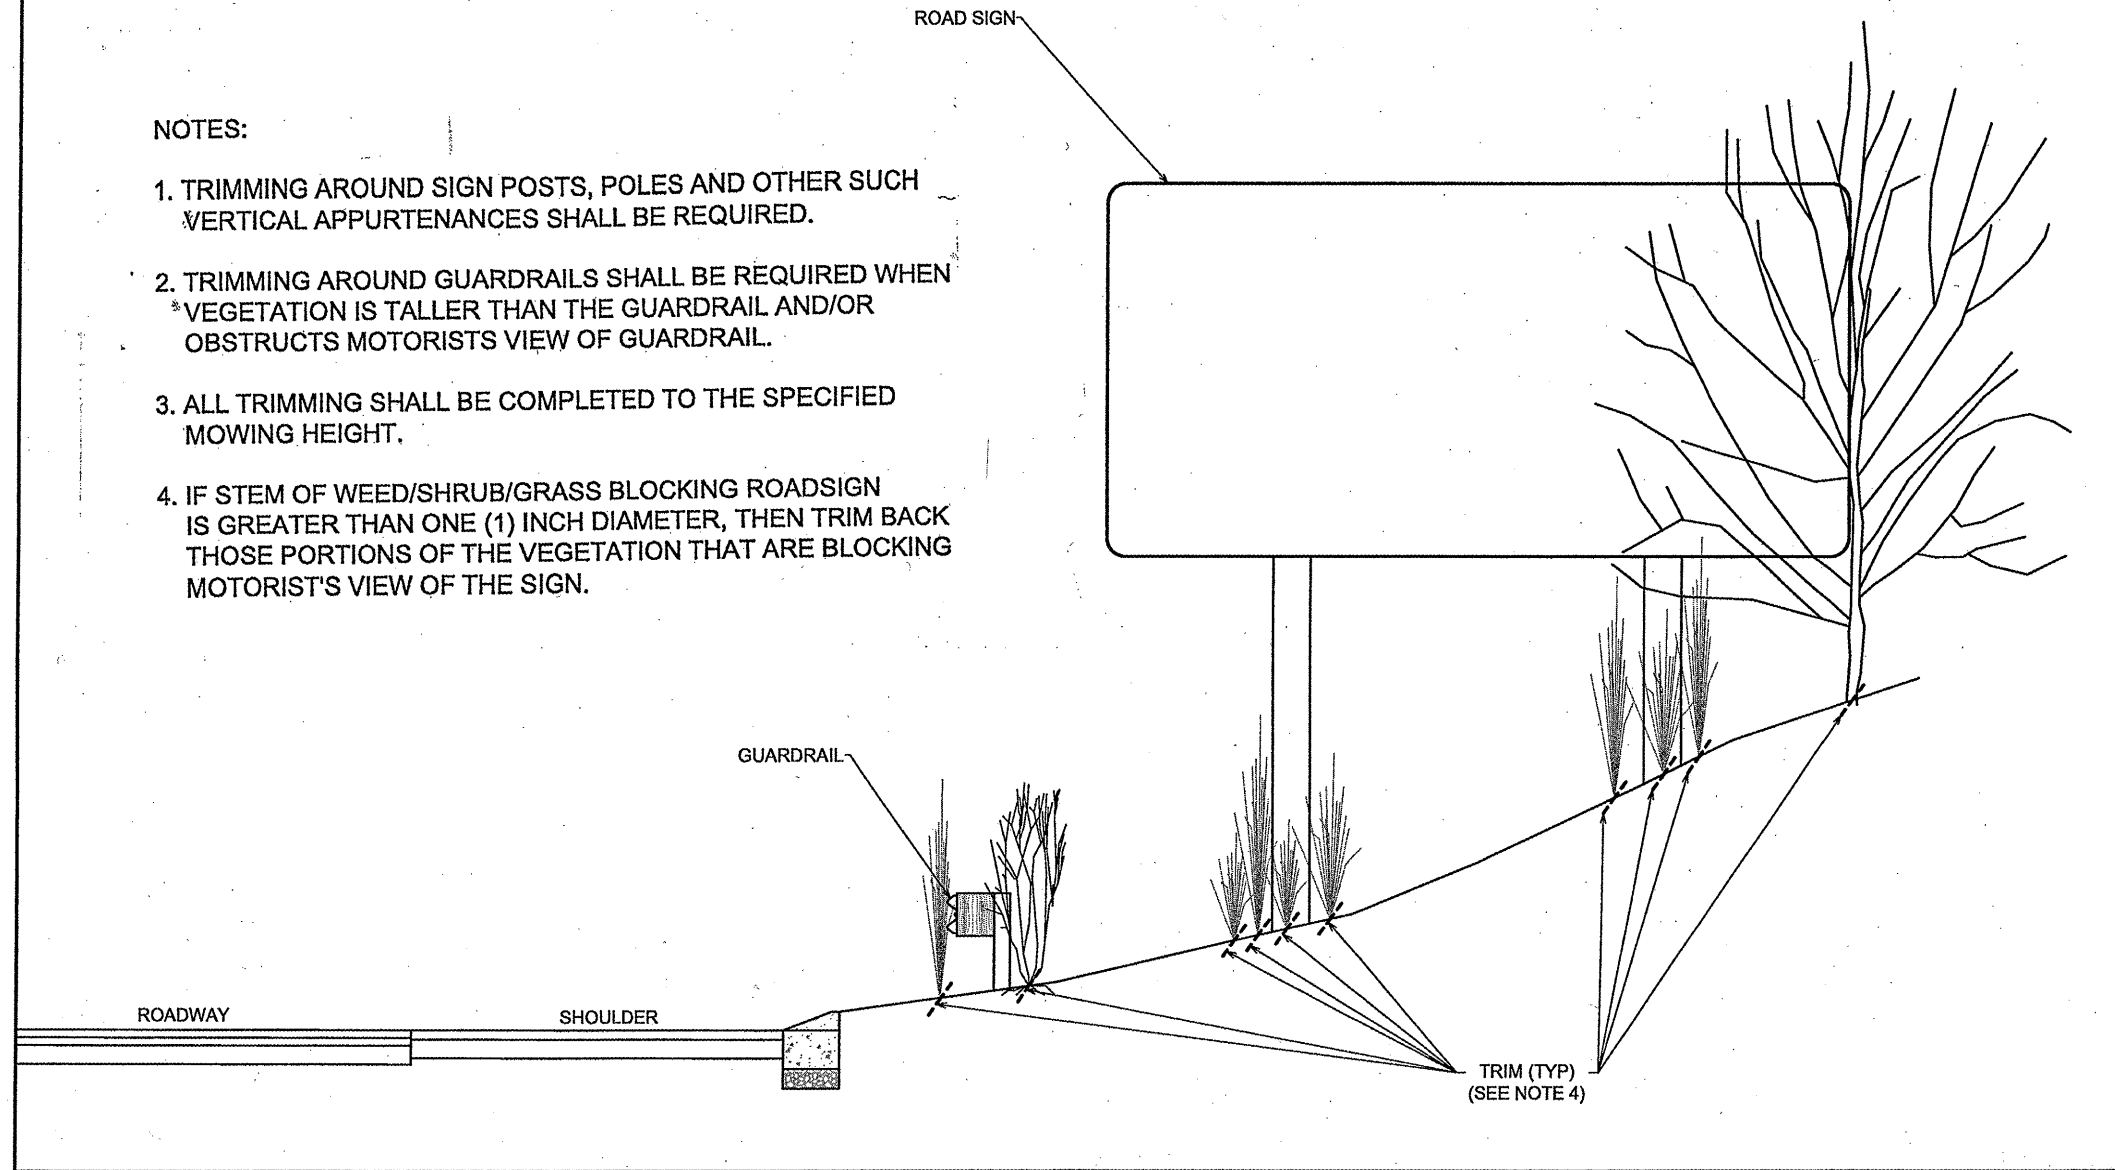 ROAD SIGN
NOTES:
1. TRIMMING AROUND SIGN POSTS, POLES AND OTHER SUCH
VERTICAL APPURTENANCES SHALL BE REQUIRED.
2. TRIMMING AROUND GUARDRAILS SHALL BE REQUIRED WHEN
VEGETATION IS TALLER THAN THE GUARDRAIL AND/OR
OBSTRUCTS MOTORISTS VIEW OF GUARDRAIL.
3. ALL TRIMMING SHALL BE COMPLETED TO THE SPECIFIED
MOWING HEIGHT.
4. IF STEM OF WEED/SHRUB/GRASS BLOCKING ROADSIGN
IS GREATER THAN ONE (1) INCH DIAMETER, THEN TRIM BACK
THOSE PORTIONS OF THE VEGETATION THAT ARE BLOCKING
MOTORIST'S VIEW OF THE SIGN.
GUARDRAIL
ROADWAY
SHOULDER
TRIM (TYP)
(SEE NOTE 4)